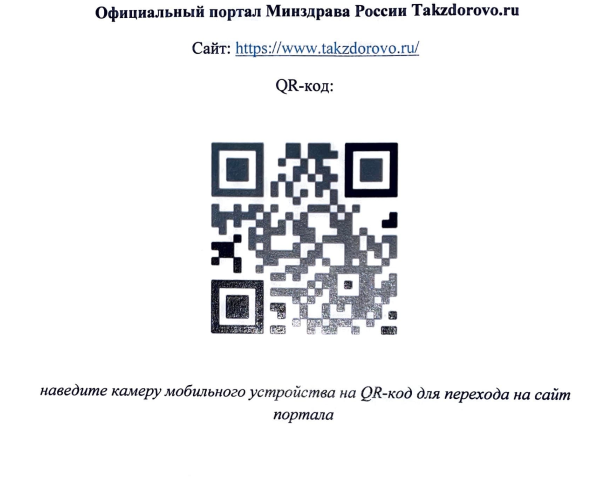 Официальный портал Минздрава России Takzdorovo.ru
Сайт: https://www.takzdorovo.ru/
QR-код:
наведите камеру мобильного устройства на QR-код для перехода на сайт
портала